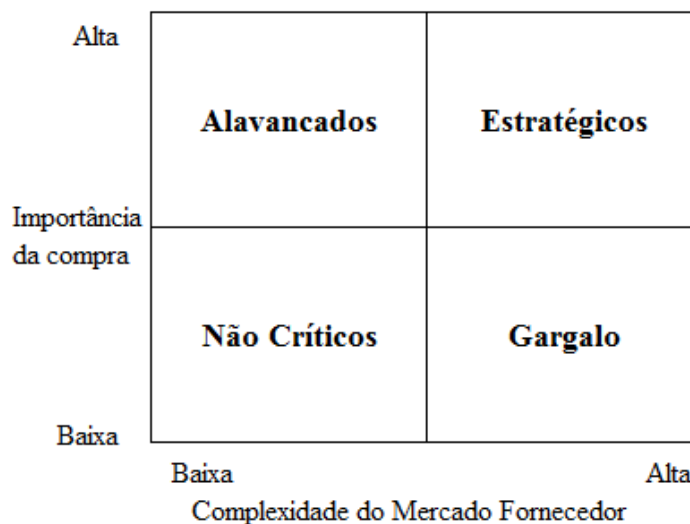 Alta
Alavancados
Estratégicos
Importância
da compra
Não Críticos
Gargalo
Baixa
Baixa
Alta
Complexidade do Mercado Fornecedor